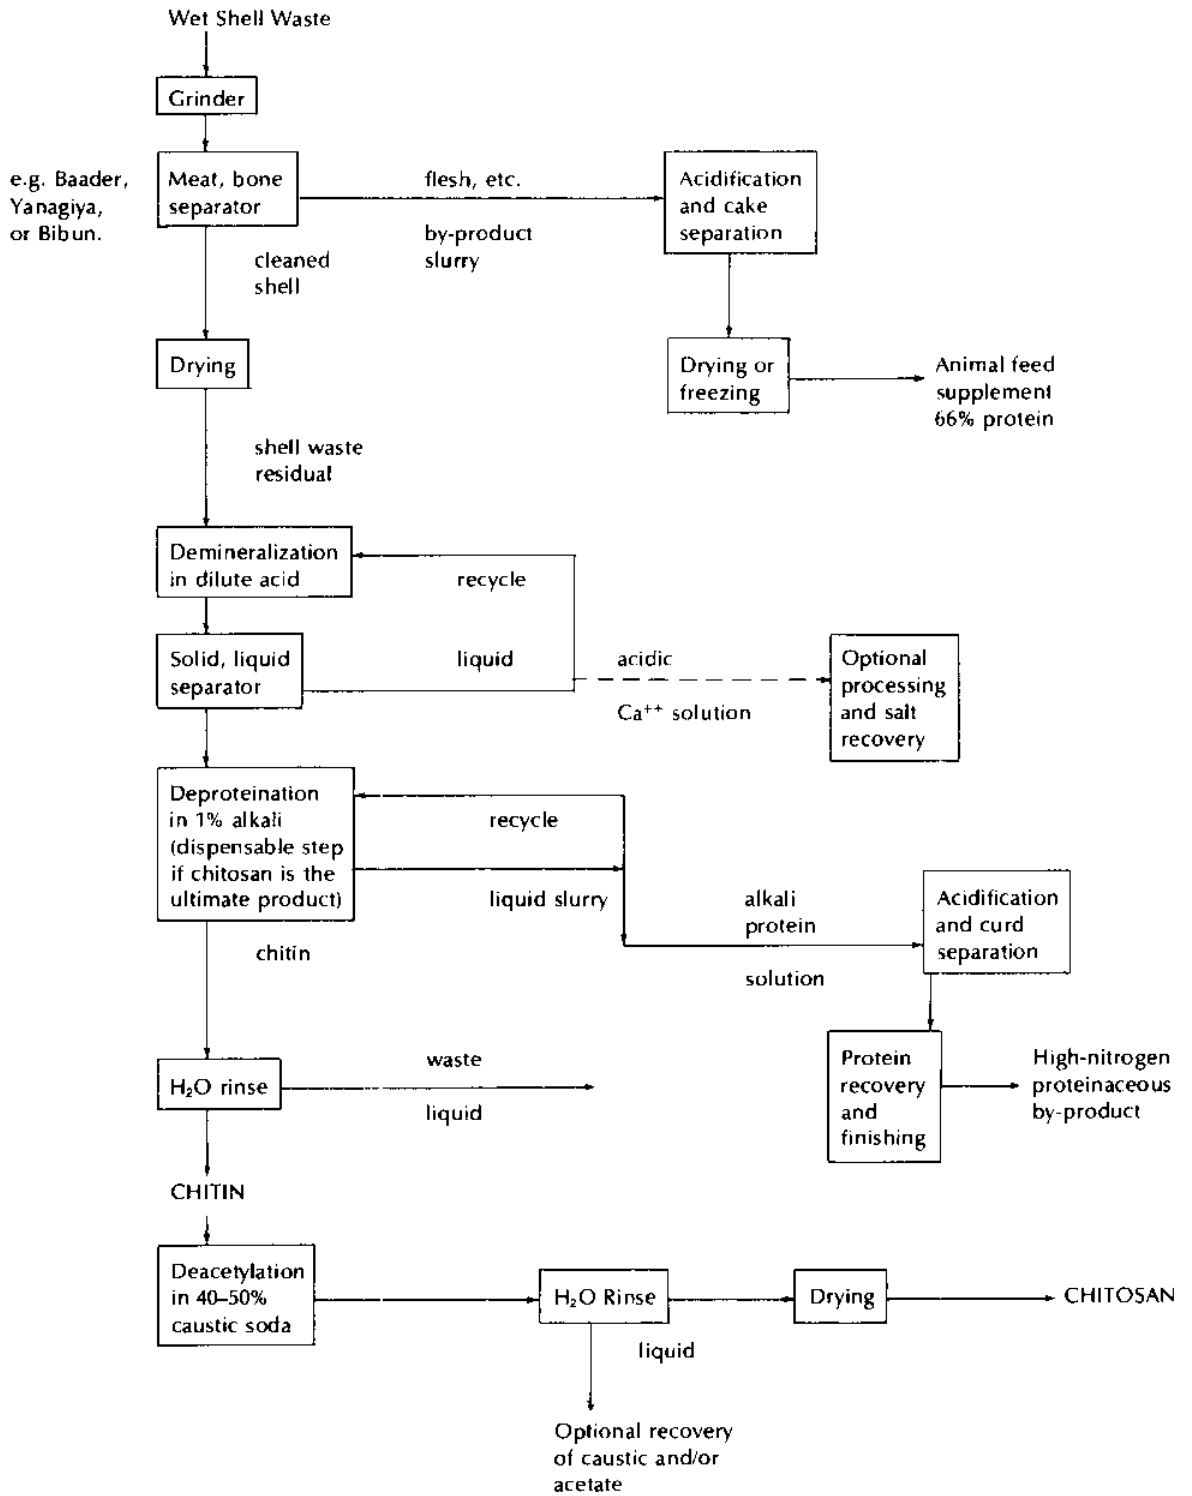 Wet Shell Waste
Grinder
e.g. Baader,
Yanagiya,
or Bibun.
Meat, bone
separator
flesh, etc.
by-product
slurry
Acidification
and cake
separation
cleaned
shell
Drying
Drying or
freezing
Animal feed
supplement
66% protein
shell waste
residual
Demineralization
in dilute acid
recycle
Solid, liquid
separator
liquid
acidic
Ca⁺⁺ solution
Optional
processing
and salt
recovery
Deproteination
in 1% alkali
(dispensable step
if chitosan is the
ultimate product)
recycle
liquid slurry
alkali
protein
solution
Acidification
and curd
separation
chitin
H₂O rinse
waste
liquid
Protein
recovery
and
finishing
High-nitrogen
proteinaceous
by-product
CHITIN
Deacetylation
in 40–50%
caustic soda
H₂O Rinse
Drying
CHITOSAN
liquid
Optional recovery
of caustic and/or
acetate